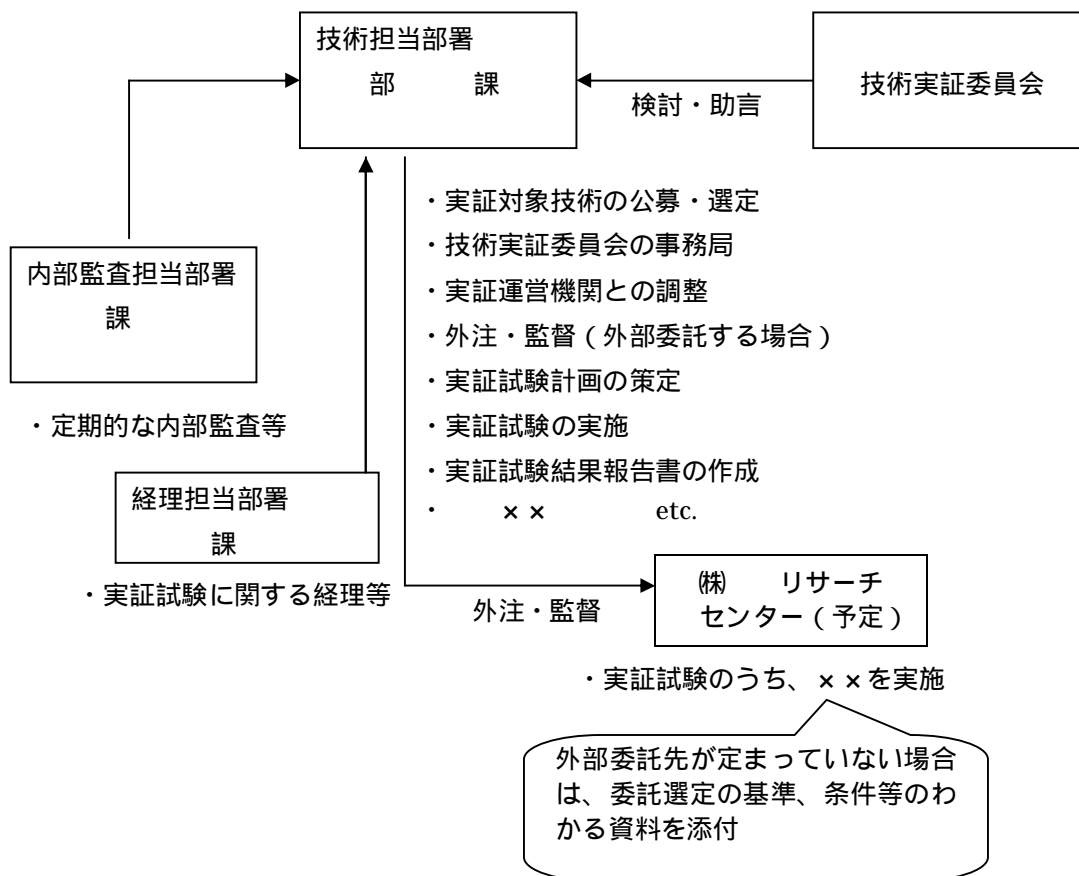 技術担当部署
部　　課
技術実証委員会
検討・助言
・実証対象技術の公募・選定
・技術実証委員会の事務局
・実証運営機関との調整
・外注・監督（外部委託する場合）
・実証試験計画の策定
・実証試験の実施
・実証試験結果報告書の作成
・　××　　etc.
内部監査担当部署
課
・定期的な内部監査等
経理担当部署
課
・実証試験に関する経理等
外注・監督
㈱　　リサーチ
センター（予定）
・実証試験のうち、××を実施
外部委託先が定まっていない場合
は、委託選定の基準、条件等のわ
かる資料を添付